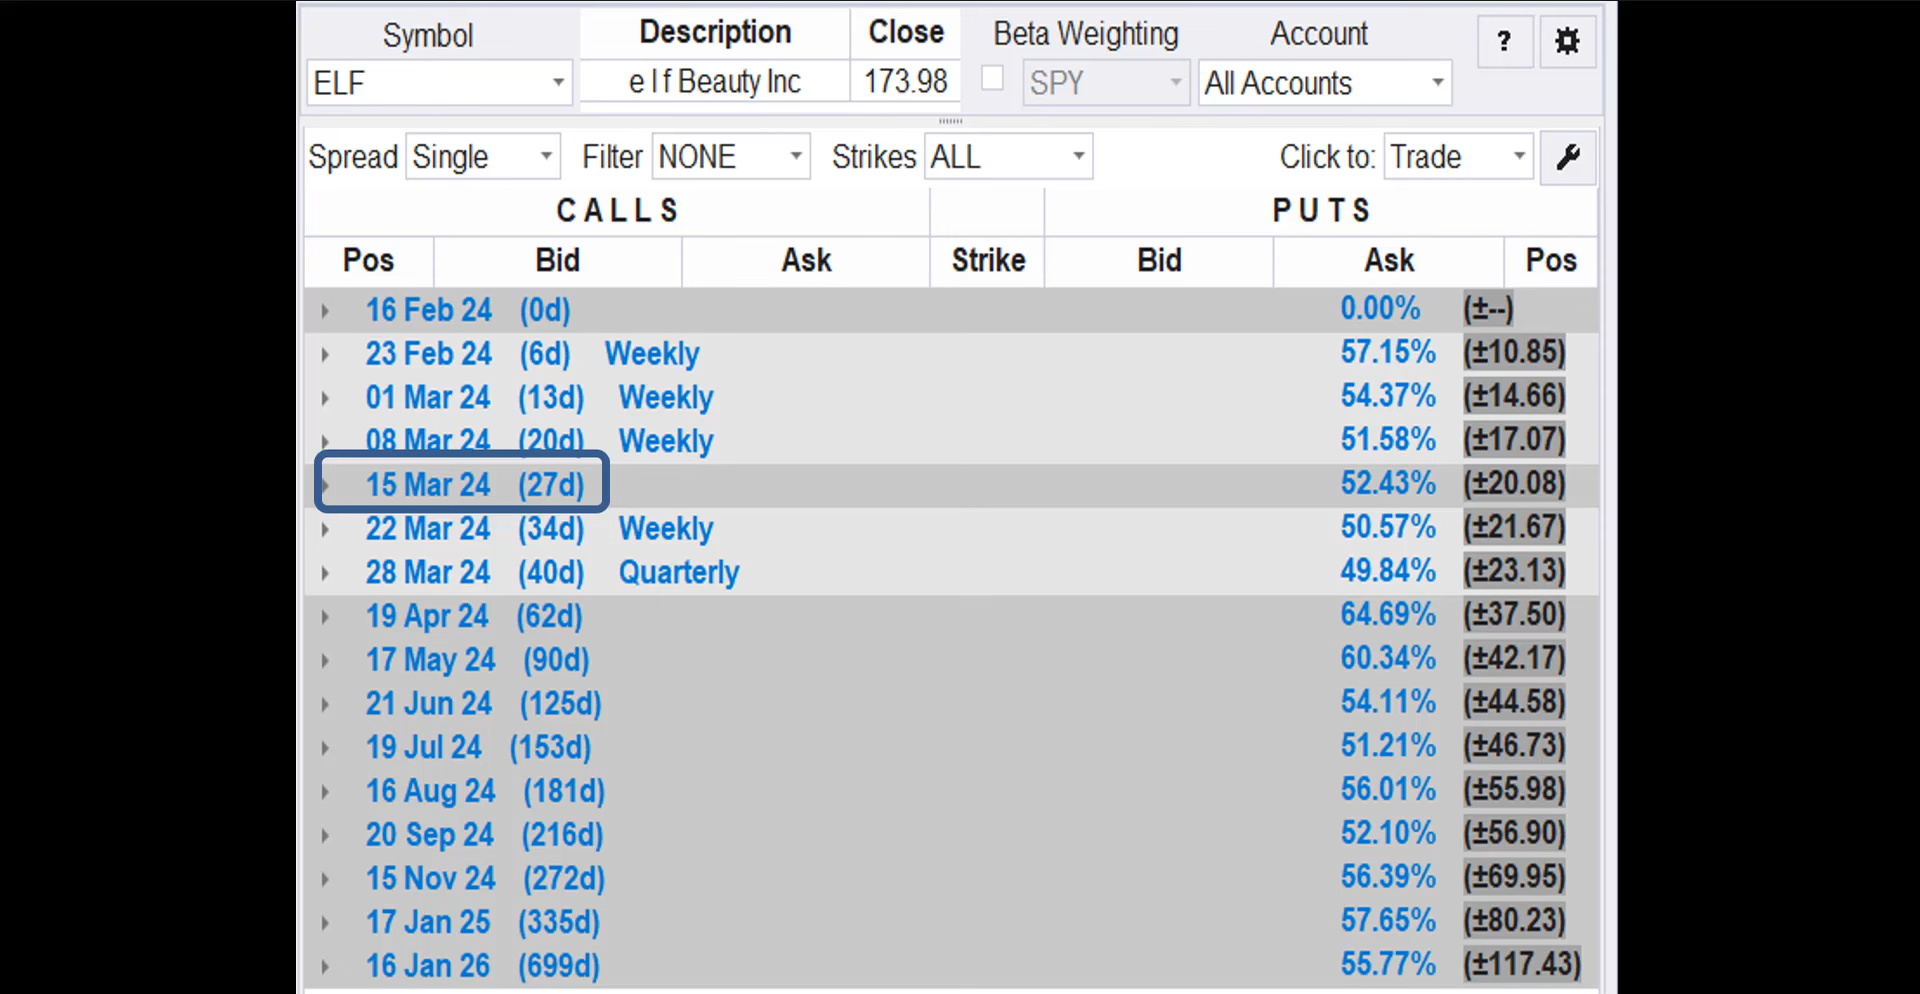 Symbol Description Close Beta Weighting Account ?
ELF e l f Beauty Inc 173.98 SPY All Accounts
Spread Single Filter NONE Strikes ALL Click to: Trade
CALLS PUTS
Pos Bid Ask Strike Bid Ask Pos
16 Feb 24 (0d) 0.00% (±--)
23 Feb 24 (6d) Weekly 57.15% (±10.85)
01 Mar 24 (13d) Weekly 54.37% (±14.66)
08 Mar 24 (20d) Weekly 51.58% (±17.07)
15 Mar 24 (27d) 52.43% (±20.08)
22 Mar 24 (34d) Weekly 50.57% (±21.67)
28 Mar 24 (40d) Quarterly 49.84% (±23.13)
19 Apr 24 (62d) 64.69% (±37.50)
17 May 24 (90d) 60.34% (±42.17)
21 Jun 24 (125d) 54.11% (±44.58)
19 Jul 24 (153d) 51.21% (±46.73)
16 Aug 24 (181d) 56.01% (±55.98)
20 Sep 24 (216d) 52.10% (±56.90)
15 Nov 24 (272d) 56.39% (±69.95)
17 Jan 25 (335d) 57.65% (±80.23)
16 Jan 26 (699d) 55.77% (±117.43)